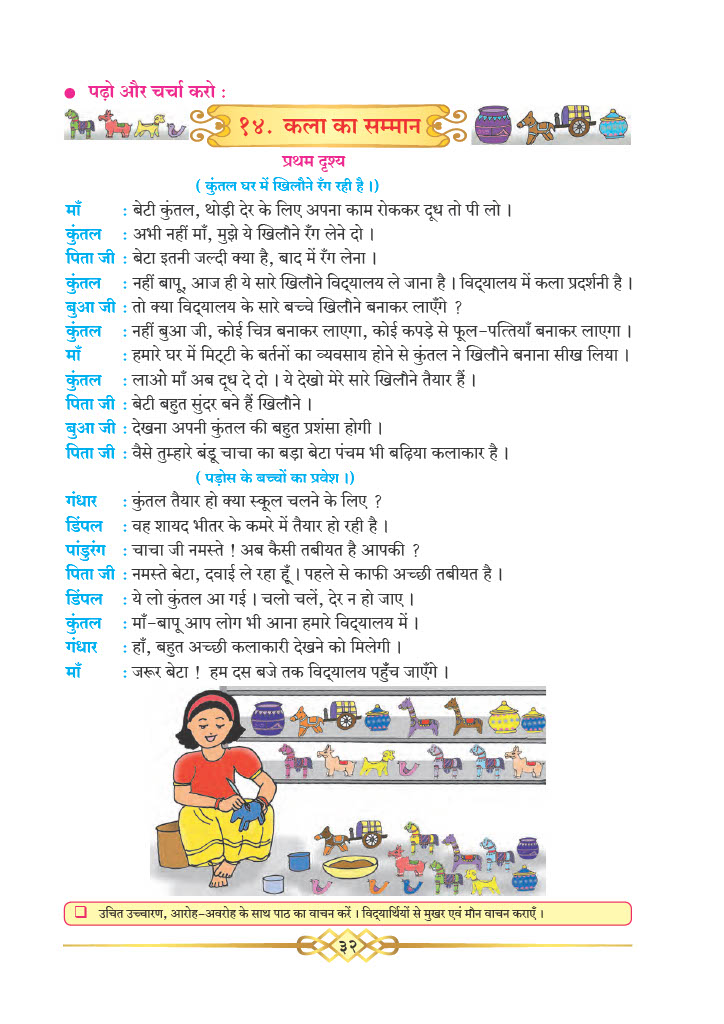 ● पढ़ो और चर्चा करो :
१४. कला का सम्मान
प्रथम दृश्य
( कुंतल घर में खिलौने रँग रही है ।)
माँ : बेटी कुंतल, थोड़ी देर के लिए अपना काम रोककर दूध तो पी लो ।
कुंतल : अभी नहीं माँ, मुझे ये खिलौने रँग लेने दो ।
पिता जी : बेटा इतनी जल्दी क्या है, बाद में रँग लेना ।
कुंतल : नहीं बापू, आज ही ये सारे खिलौने विद्यालय ले जाना है । विद्यालय में कला प्रदर्शनी है ।
बुआ जी : तो क्या विद्यालय के सारे बच्चे खिलौने बनाकर लाएँगे ?
कुंतल : नहीं बुआ जी, कोई चित्र बनाकर लाएगा, कोई कपड़े से फूल-पत्तियाँ बनाकर लाएगा ।
माँ : हमारे घर में मिट्टी के बर्तनों का व्यवसाय होने से कुंतल ने खिलौने बनाना सीख लिया ।
कुंतल : लाओ माँ अब दूध दे दो । ये देखो मेरे सारे खिलौने तैयार हैं ।
पिता जी : बेटी बहुत सुंदर बने हैं खिलौने ।
बुआ जी : देखना अपनी कुंतल की बहुत प्रशंसा होगी ।
पिता जी : वैसे तुम्हारे बंडू चाचा का बड़ा बेटा पंचम भी बढ़िया कलाकार है ।
( पड़ोस के बच्चों का प्रवेश ।)
गंधार : कुंतल तैयार हो क्या स्कूल चलने के लिए ?
डिंपल : वह शायद भीतर के कमरे में तैयार हो रही है ।
पांडुरंग : चाचा जी नमस्ते ! अब कैसी तबीयत है आपकी ?
पिता जी : नमस्ते बेटा, दवाई ले रहा हूँ । पहले से काफी अच्छी तबीयत है ।
डिंपल : ये लो कुंतल आ गई । चलो चलें, देर न हो जाए ।
कुंतल : माँ-बापू आप लोग भी आना हमारे विद्यालय में ।
गंधार : हाँ, बहुत अच्छी कलाकारी देखने को मिलेगी ।
माँ : जरूर बेटा ! हम दस बजे तक विद्यालय पहुँच जाएँगे ।
❑ उचित उच्चारण, आरोह-अवरोह के साथ पाठ का वाचन करें । विद्यार्थियों से मुखर एवं मौन वाचन कराएँ ।
३२